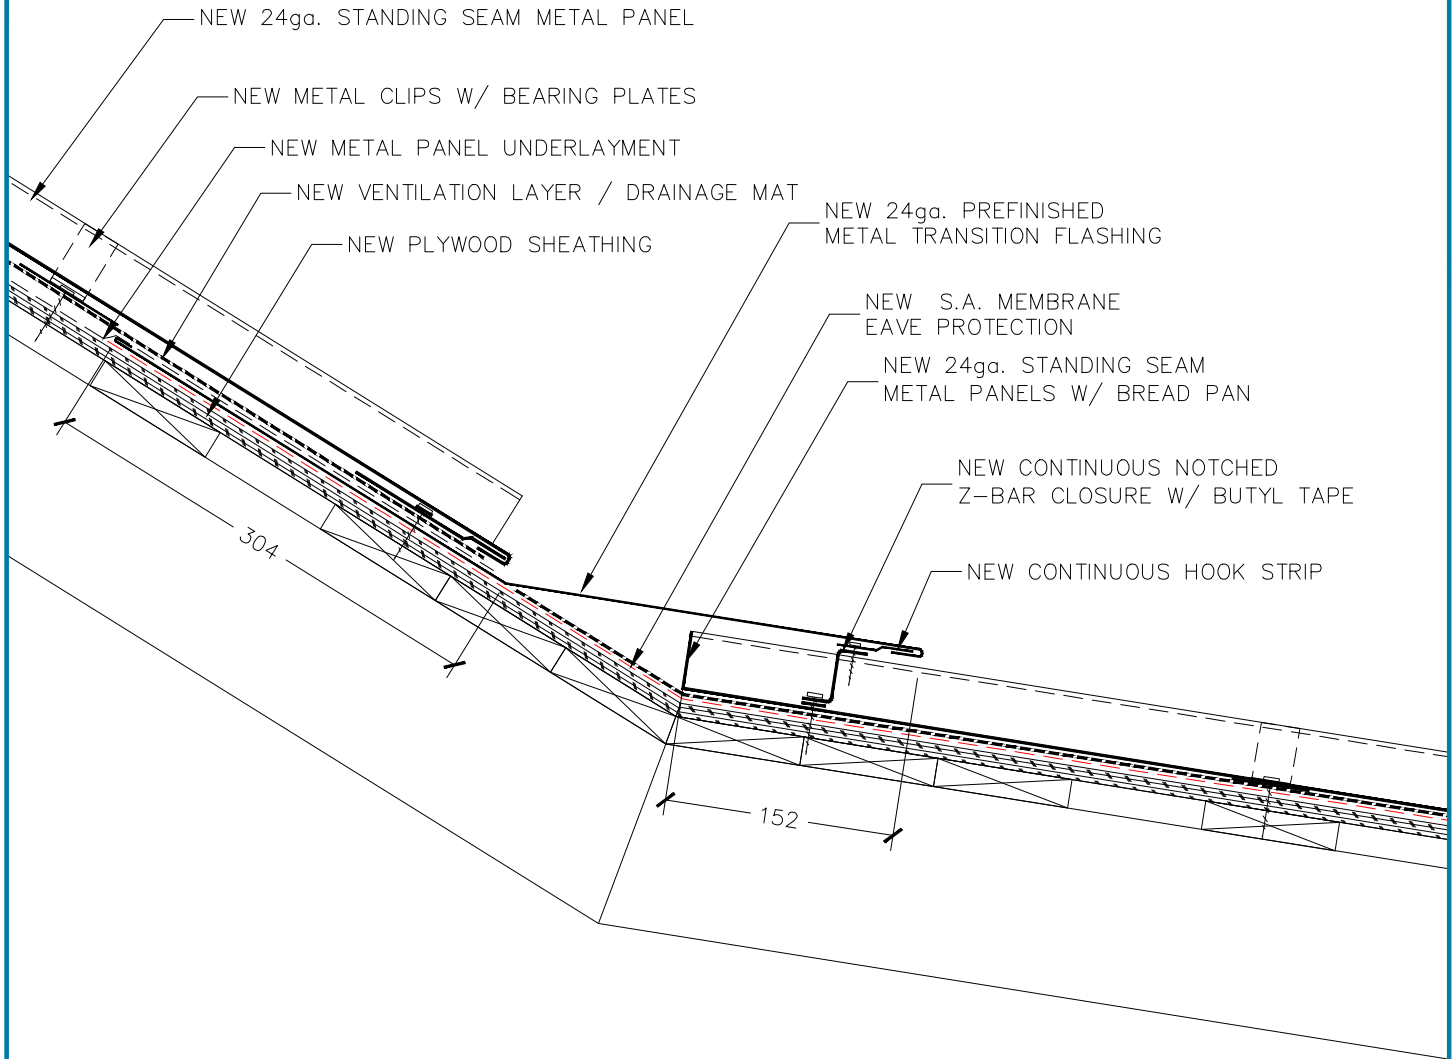 NEW 24ga. STANDING SEAM METAL PANEL
NEW METAL CLIPS W/ BEARING PLATES
NEW METAL PANEL UNDERLAYMENT
NEW VENTILATION LAYER / DRAINAGE MAT
NEW PLYWOOD SHEATHING
NEW 24ga. PREFINISHED
METAL TRANSITION FLASHING
NEW S.A. MEMBRANE
EAVE PROTECTION
NEW 24ga. STANDING SEAM
METAL PANELS W/ BREAD PAN
NEW CONTINUOUS NOTCHED
Z-BAR CLOSURE W/ BUTYL TAPE
NEW CONTINUOUS HOOK STRIP
304
152